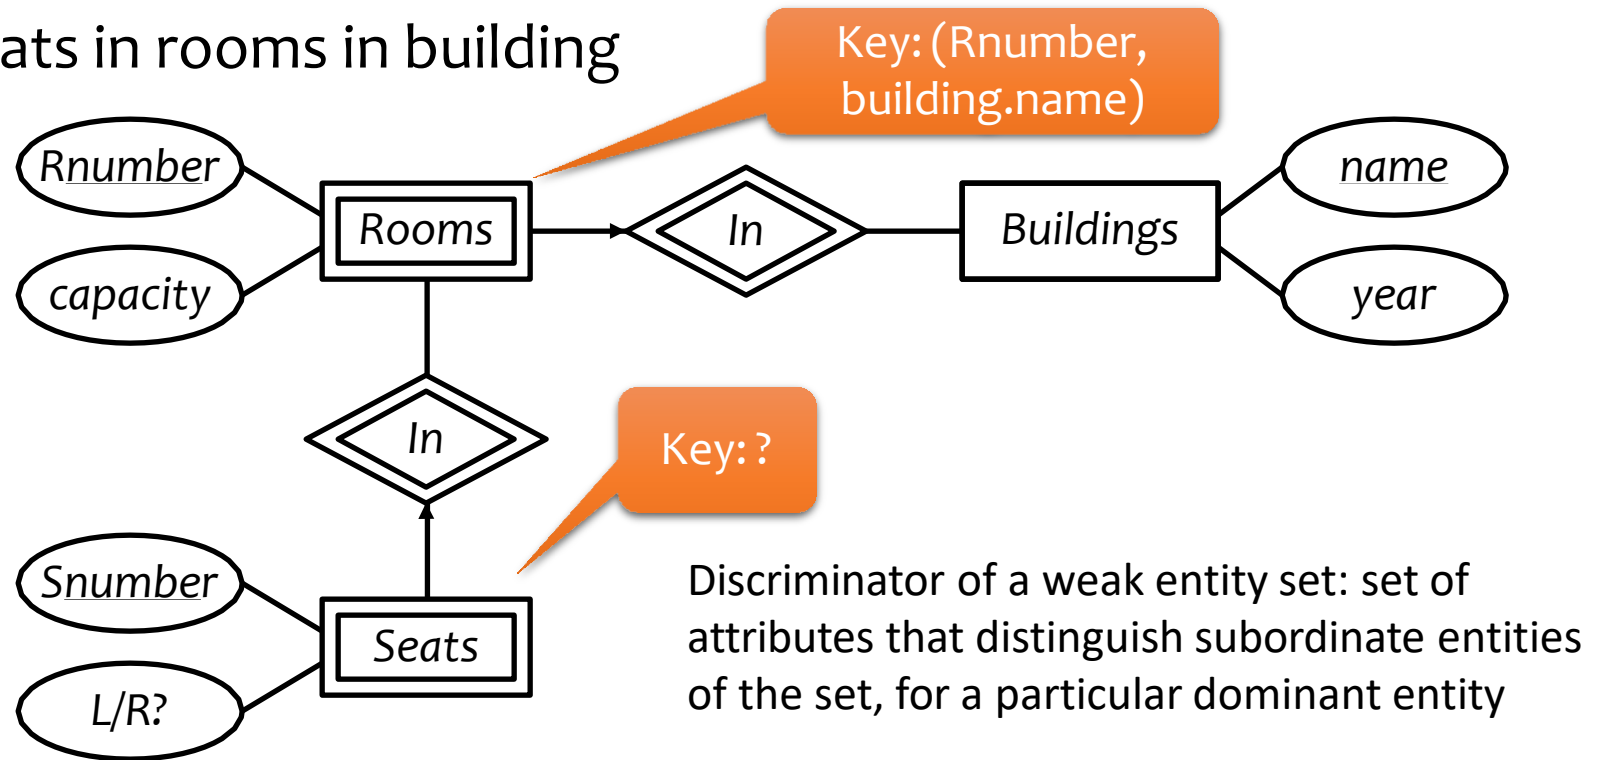 ats in rooms in building
Key: (Rnumber,
building.name)
Rnumber
name
Rooms
In
Buildings
capacity
year
In
Key: ?
Snumber
Discriminator of a weak entity set: set of
attributes that distinguish subordinate entities
Seats
of the set, for a particular dominant entity
L/R?